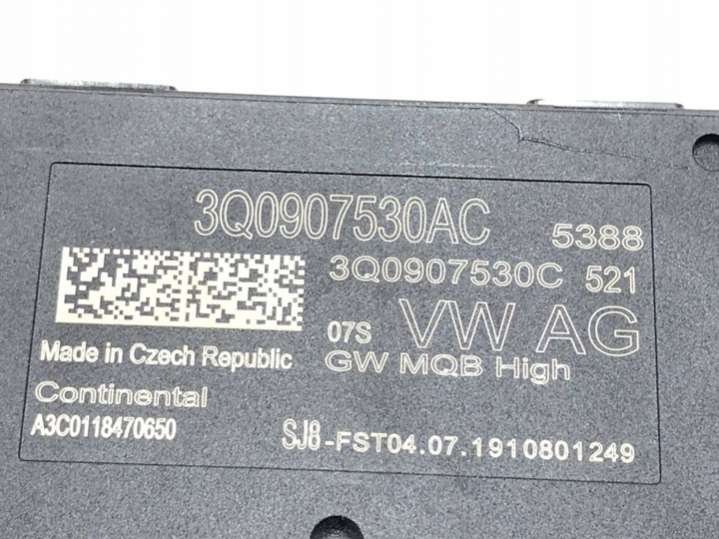 3Q0907530AC 5388
3Q0907530C 521
07S VW AG
Made in Czech Republic GW MQB High
Continental
A3C0118470650 SJ8-FST04.07.1910801249